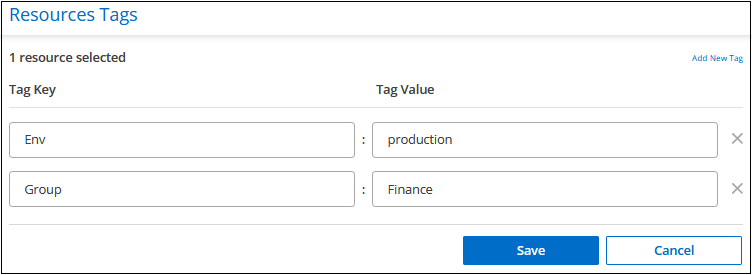 Resources Tags
1 resource selected Add New Tag
Tag Key Tag Value
Env : production
Group : Finance
Save Cancel